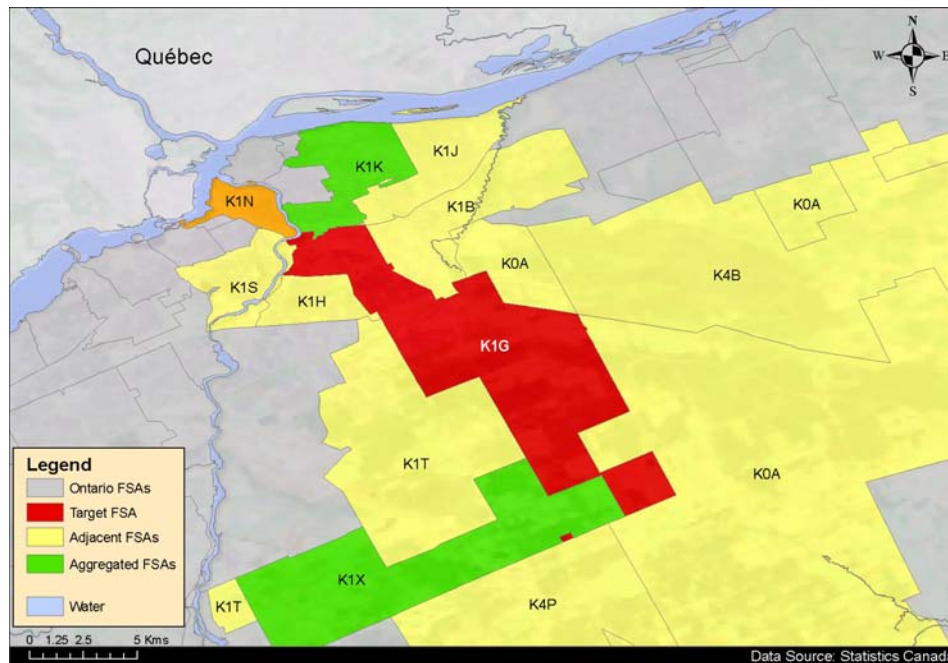 Québec
N
W E
S
K1K
K1J
K1N
K1B
K0A
K0A
K4B
K1S
K1H
K1G
K1T
K0A
K1X
K1T
K4P
Legend
Ontario FSAs
Target FSA
Adjacent FSAs
Aggregated FSAs
Water
0 1.25 2.5 5 Kms
Data Source: Statistics Canad